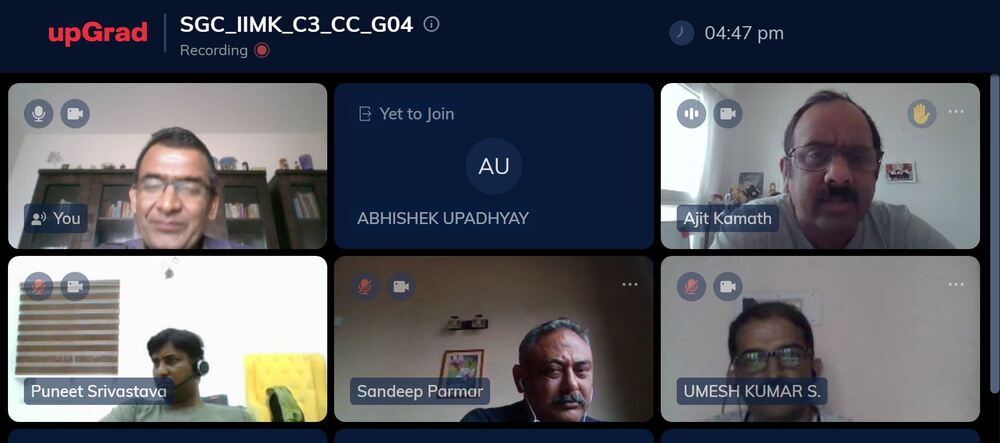 upGrad
SGC_IIMK_C3_CC_G04
Recording
04:47 pm
You
Yet to Join
AU
ABHISHEK UPADHYAY
Ajit Kamath
Puneet Srivastava
Sandeep Parmar
UMESH KUMAR S.